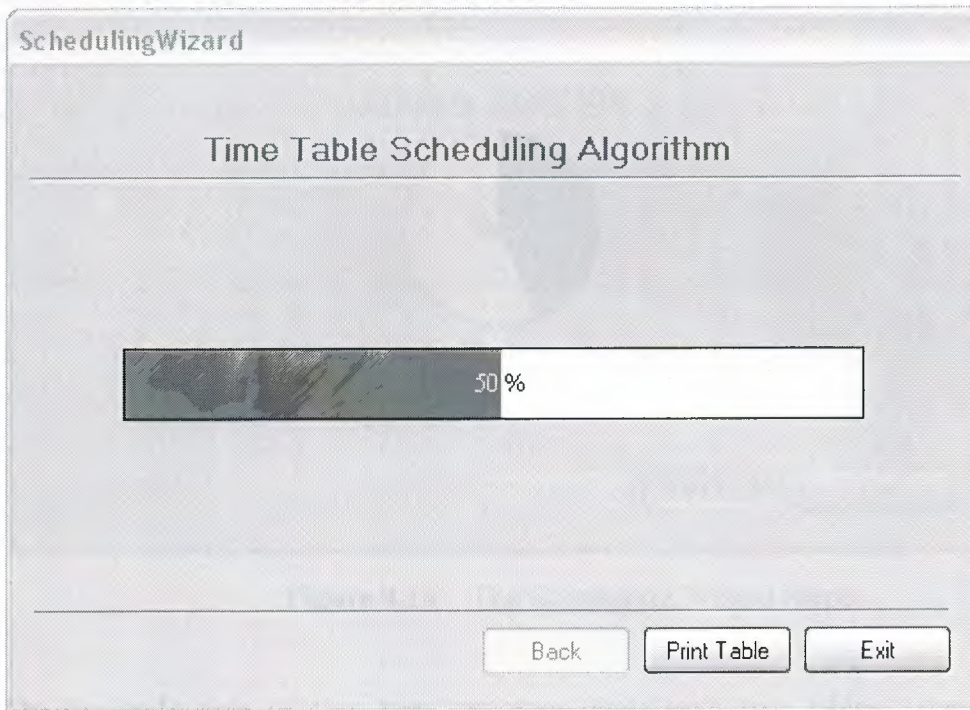 SchedulingWizard
Time Table Scheduling Algorithm
50%
Back
Print Table
Exit